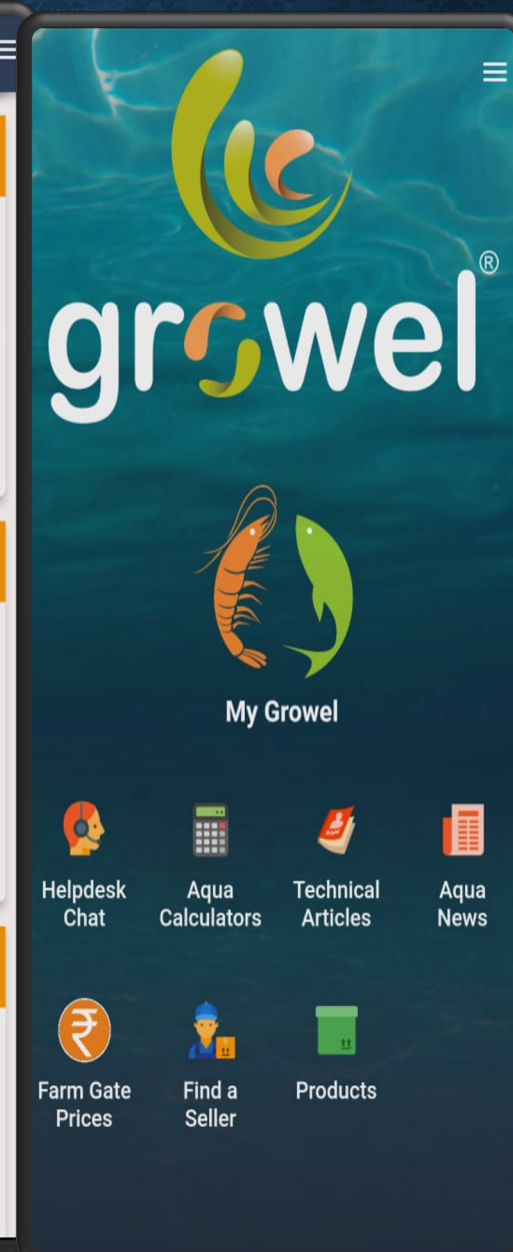 growel®
My Growel
Helpdesk Chat
Aqua Calculators
Technical Articles
Aqua News
Farm Gate Prices
Find a Seller
Products